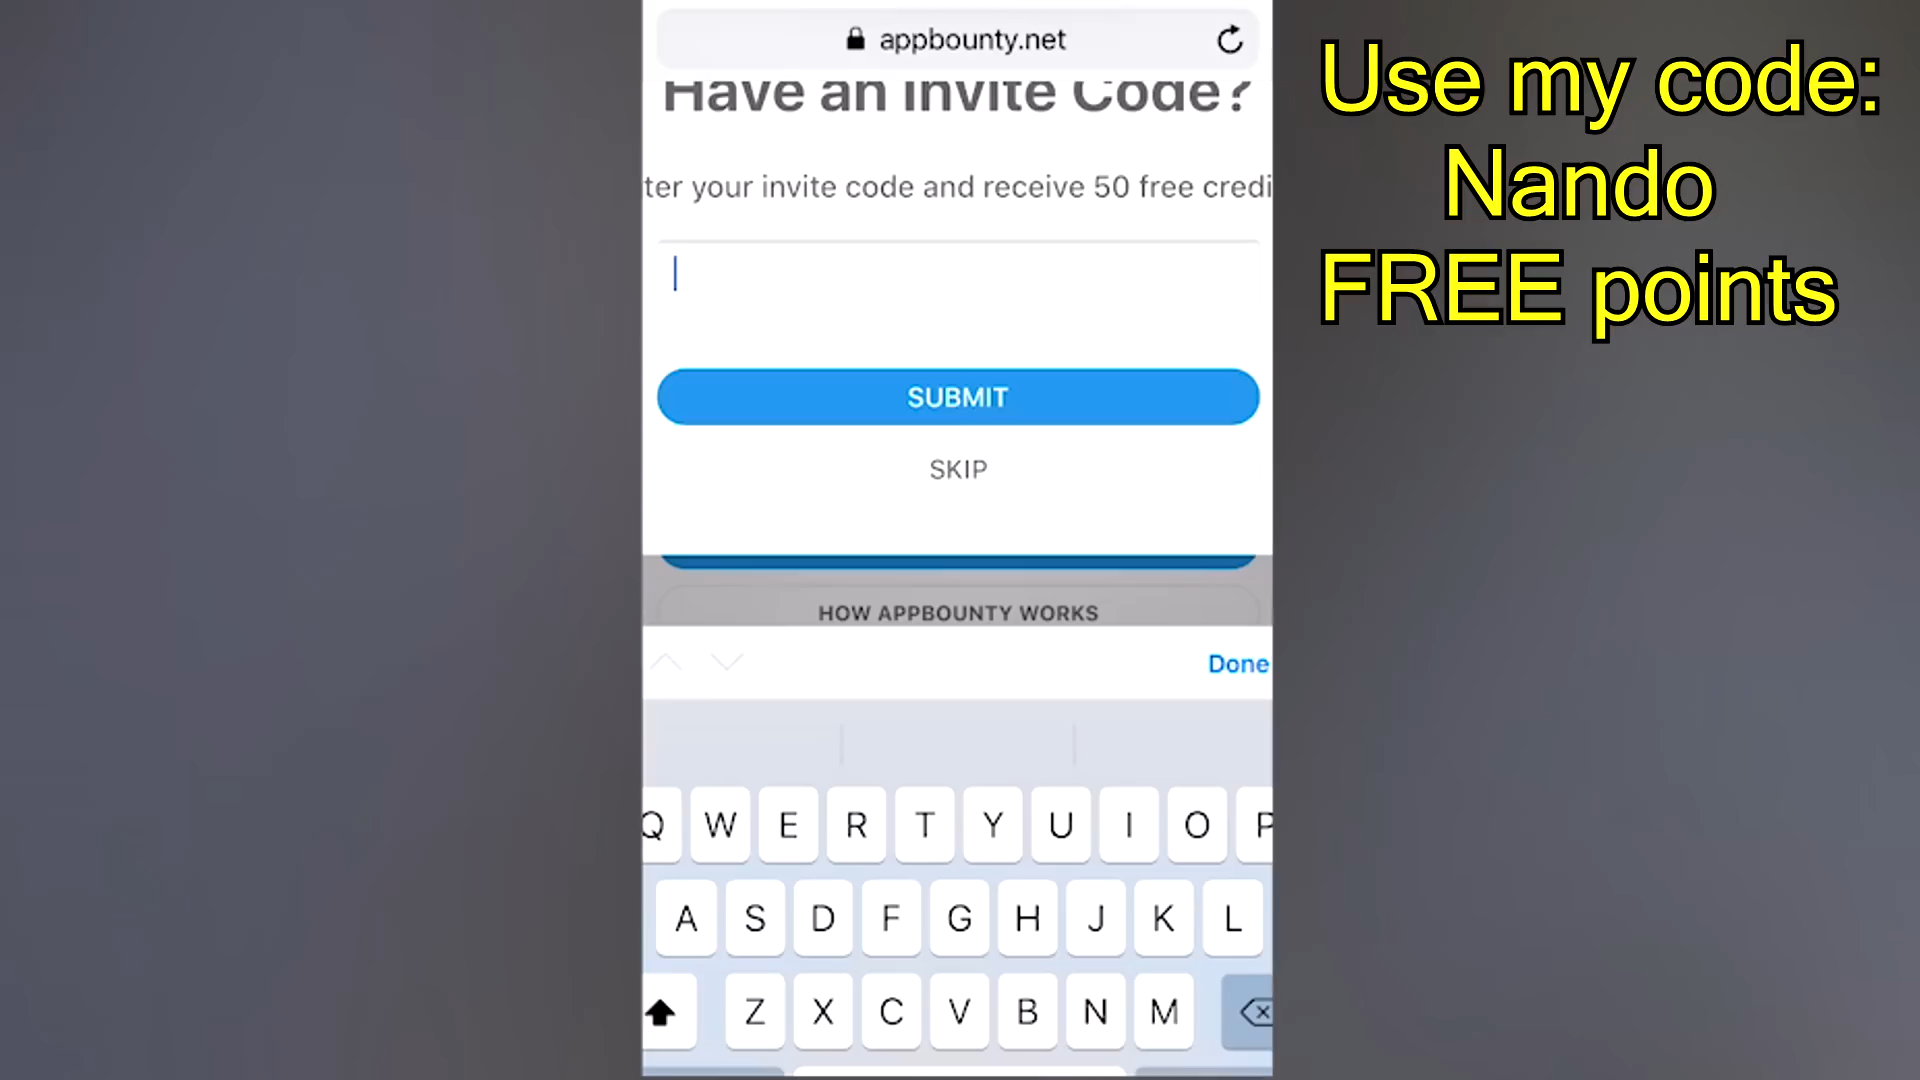 appbounty.net
Have an Invite Code?
ter your invite code and receive 50 free credi
SUBMIT
SKIP
HOW APPBOUNTY WORKS
Done
Q W E R T Y U I O P
A S D F G H J K L
Z X C V B N M
Use my code:
Nando
FREE points